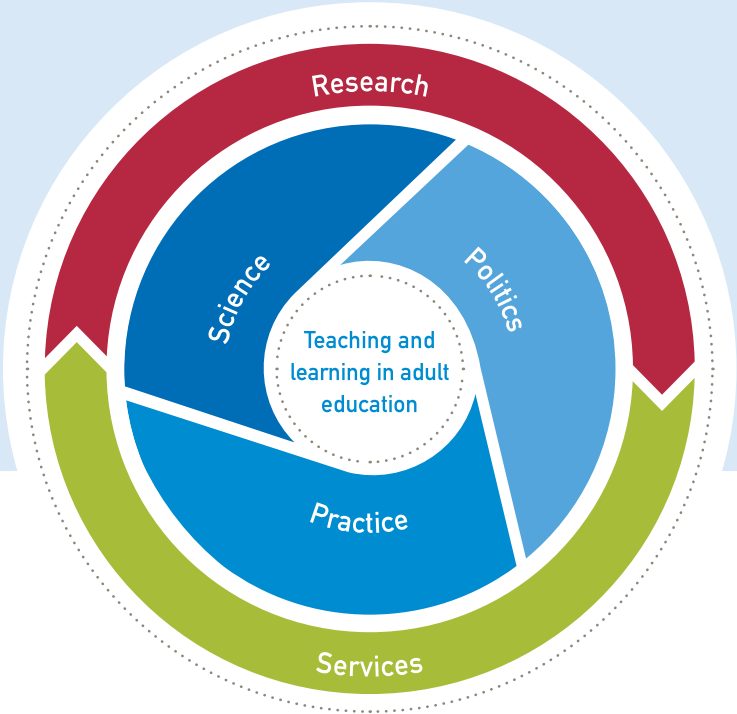 Research
Science
Politics
Teaching and
learning in adult
education
Practice
Services